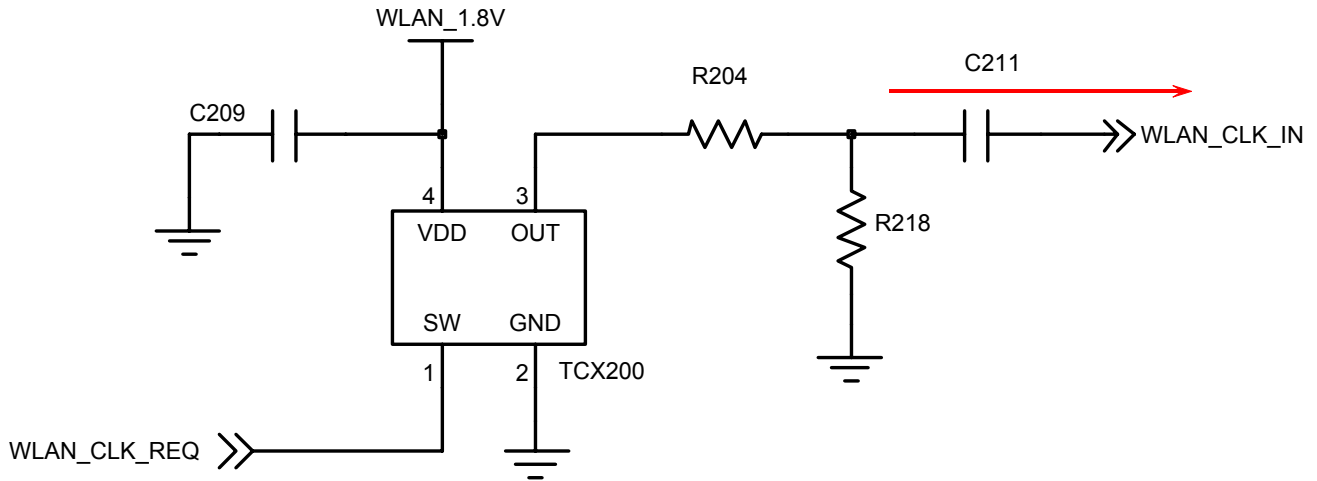 WLAN_1.8V
C211
R204
C209
WLAN_CLK_IN
4
3
R218
VDD
OUT
SW
GND
1
2
TCX200
WLAN_CLK_REQ